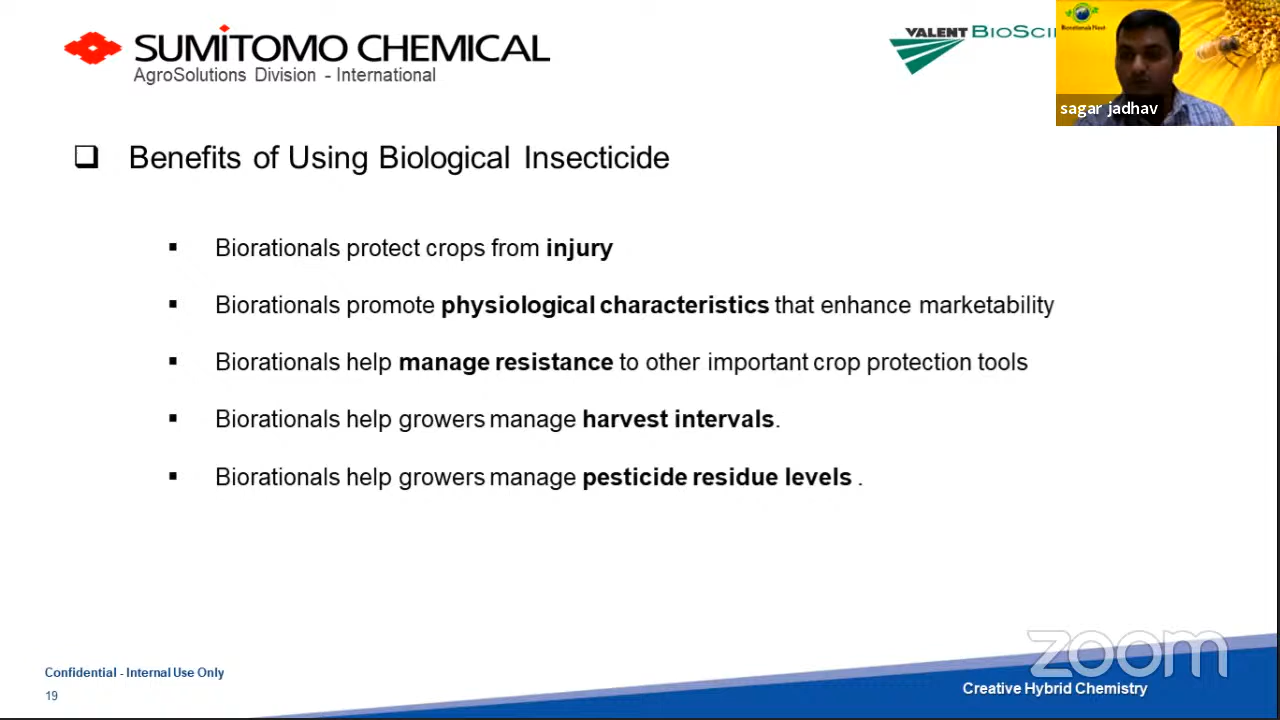 SUMITOMO CHEMICAL
AgroSolutions Division - International
VALENT BIOSCI
Biorationals Next
sagar jadhav
Benefits of Using Biological Insecticide
Biorationals protect crops from injury
Biorationals promote physiological characteristics that enhance marketability
Biorationals help manage resistance to other important crop protection tools
Biorationals help growers manage harvest intervals.
Biorationals help growers manage pesticide residue levels .
zoom
Confidential - Internal Use Only
19
Creative Hybrid Chemistry